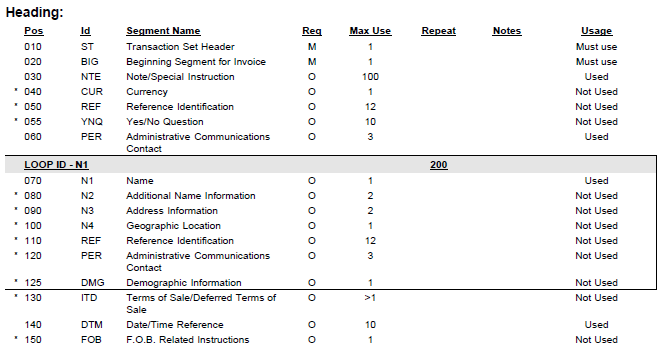 Heading:
Pos Id Segment Name Req Max Use Repeat Notes Usage
010 ST Transaction Set Header M 1 Must use
020 BIG Beginning Segment for Invoice M 1 Must use
030 NTE Note/Special Instruction O 100 Used
* 040 CUR Currency O 1 Not Used
* 050 REF Reference Identification O 12 Not Used
* 055 YNQ Yes/No Question O 10 Not Used
060 PER Administrative Communications O 3 Used
Contact
LOOP ID - N1 200
070 N1 Name O 1 Used
* 080 N2 Additional Name Information O 2 Not Used
* 090 N3 Address Information O 2 Not Used
* 100 N4 Geographic Location O 1 Not Used
* 110 REF Reference Identification O 12 Not Used
* 120 PER Administrative Communications O 3 Not Used
Contact
* 125 DMG Demographic Information O 1 Not Used
* 130 ITD Terms of Sale/Deferred Terms of O >1 Not Used
Sale
140 DTM Date/Time Reference O 10 Used
* 150 FOB F.O.B. Related Instructions O 1 Not Used